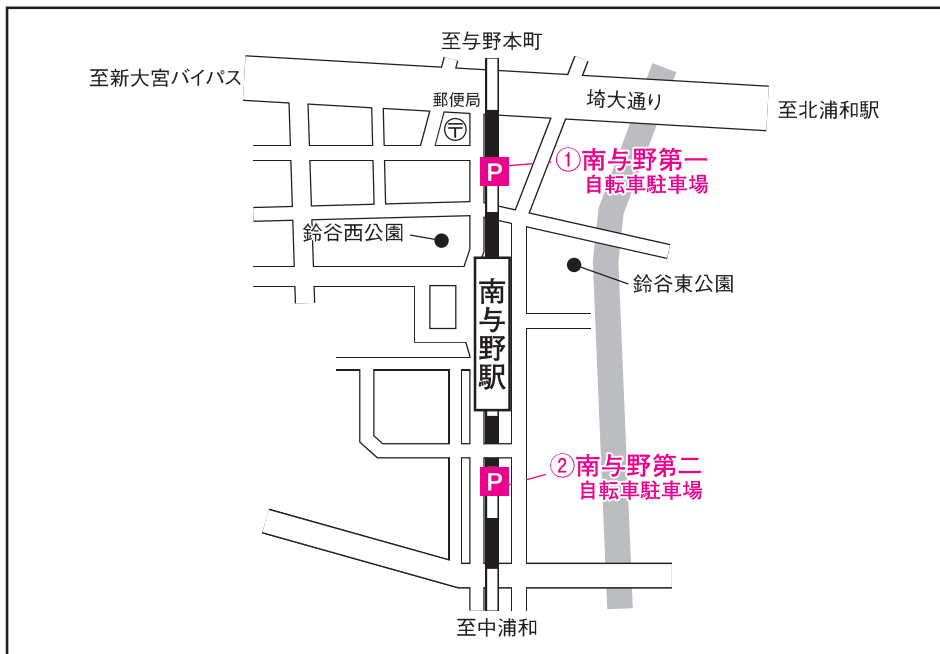 至与野本町
至新大宮バイパス
郵便局
〒
埼大通り
至北浦和駅
P
①南与野第一
自転車駐車場
鈴谷西公園
鈴谷東公園
南与野駅
P
②南与野第二
自転車駐車場
至中浦和